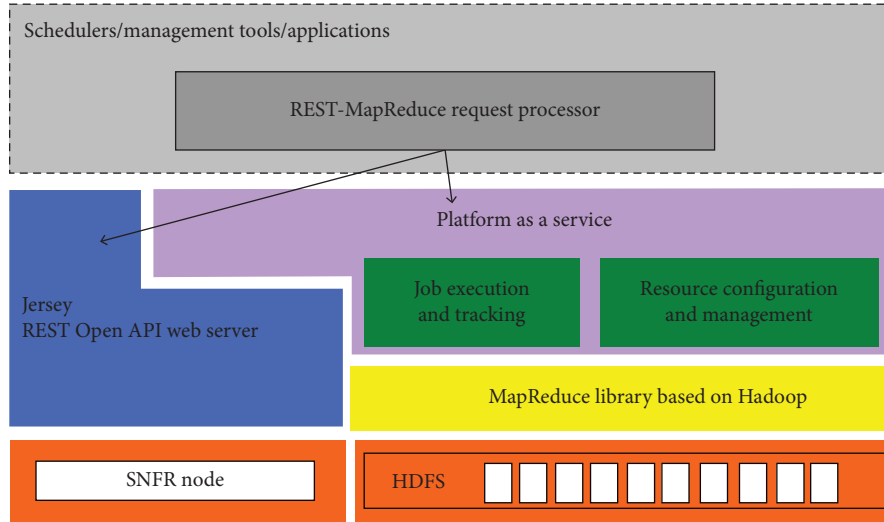 Schedulers/management tools/applications
REST-MapReduce request processor
Platform as a service
Jersey
REST Open API web server
Job execution
and tracking
Resource configuration
and management
MapReduce library based on Hadoop
SNFR node
HDFS